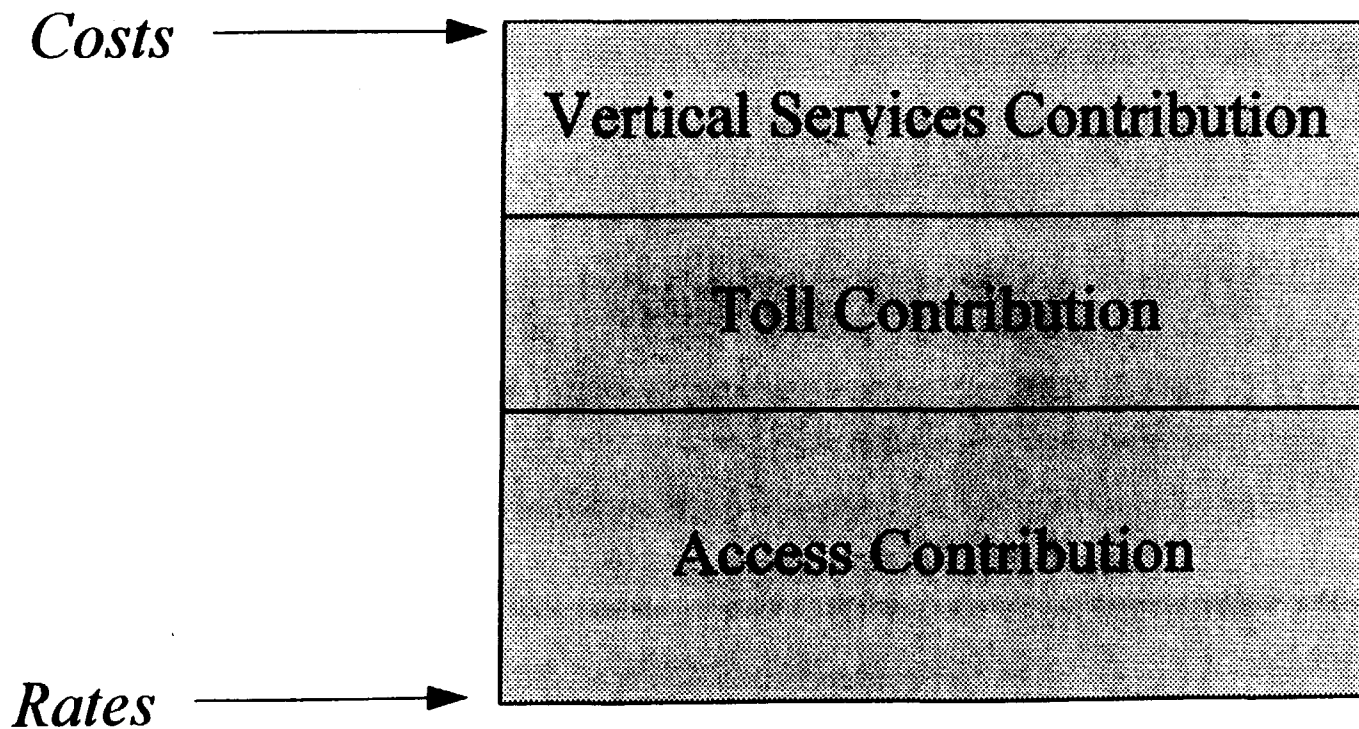 Costs
Vertical Services Contribution
Toll Contribution
Access Contribution
Rates